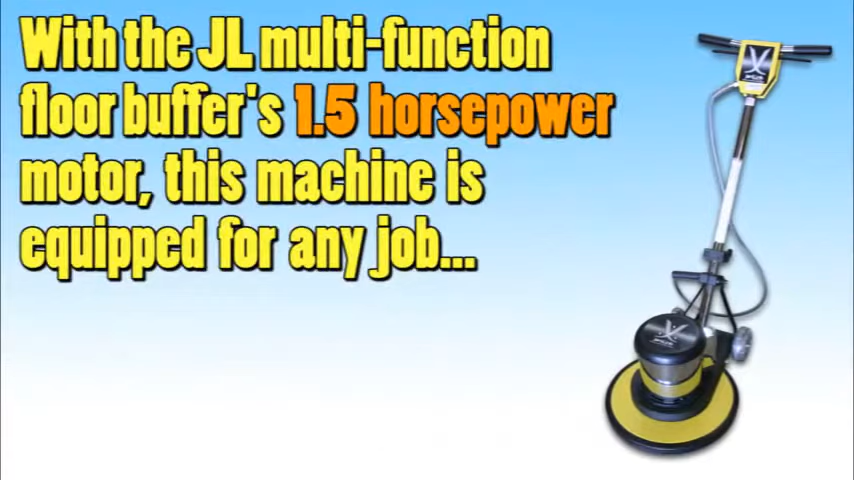 With the JL multi-function
floor buffer's 1.5 horsepower
motor, this machine is
equipped for any job...